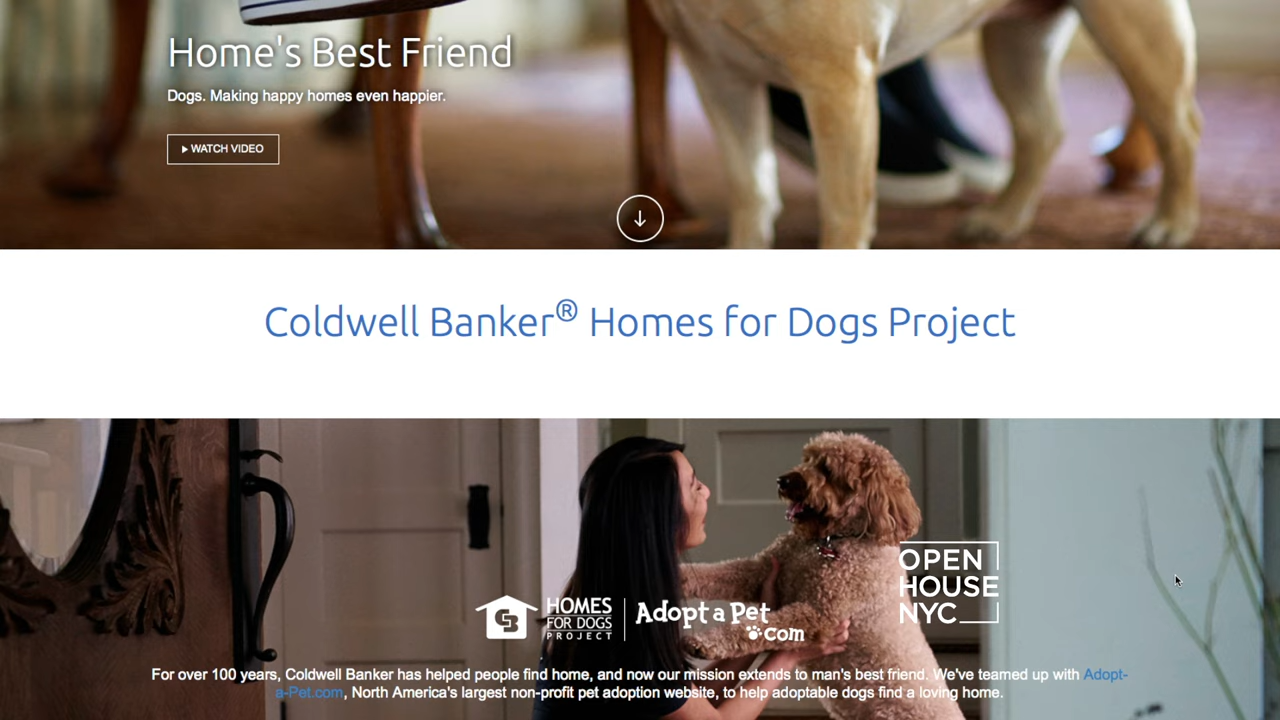 Home's Best Friend
Dogs. Making happy homes even happier.
WATCH VIDEO
Coldwell Banker® Homes for Dogs Project
OPEN
HOUSE
NYC
CB
HOMES
FOR DOGS
PROJECT
Adopt a Pet
.com
For over 100 years, Coldwell Banker has helped people find home, and now our mission extends to man's best friend. We've teamed up with Adopt-
a-Pet.com, North America's largest non-profit pet adoption website, to help adoptable dogs find a loving home.